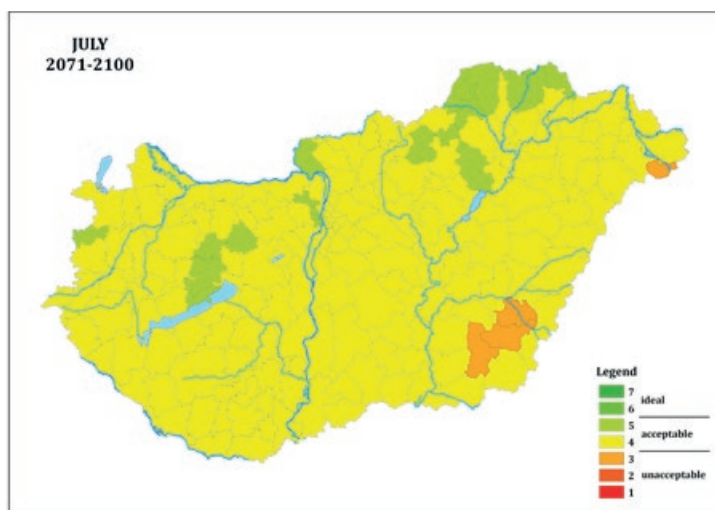 JULY
2071-2100
Legend
7
ideal
6
5
acceptable
4
3
2 unacceptable
1